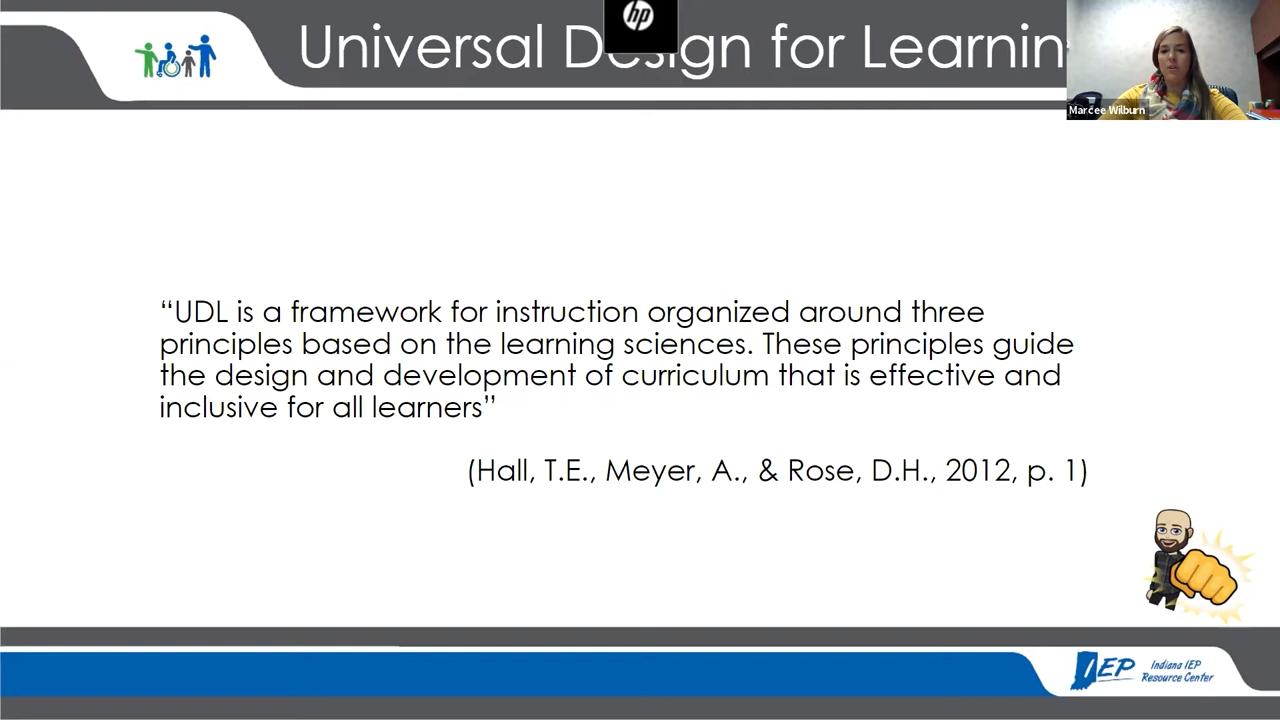 hp
Universal Design for Learnin
Marcee Wilburn
“UDL is a framework for instruction organized around three
principles based on the learning sciences. These principles guide
the design and development of curriculum that is effective and
inclusive for all learners”
(Hall, T.E., Meyer, A., & Rose, D.H., 2012, p. 1)
IEP
Indiana IEP
Resource Center